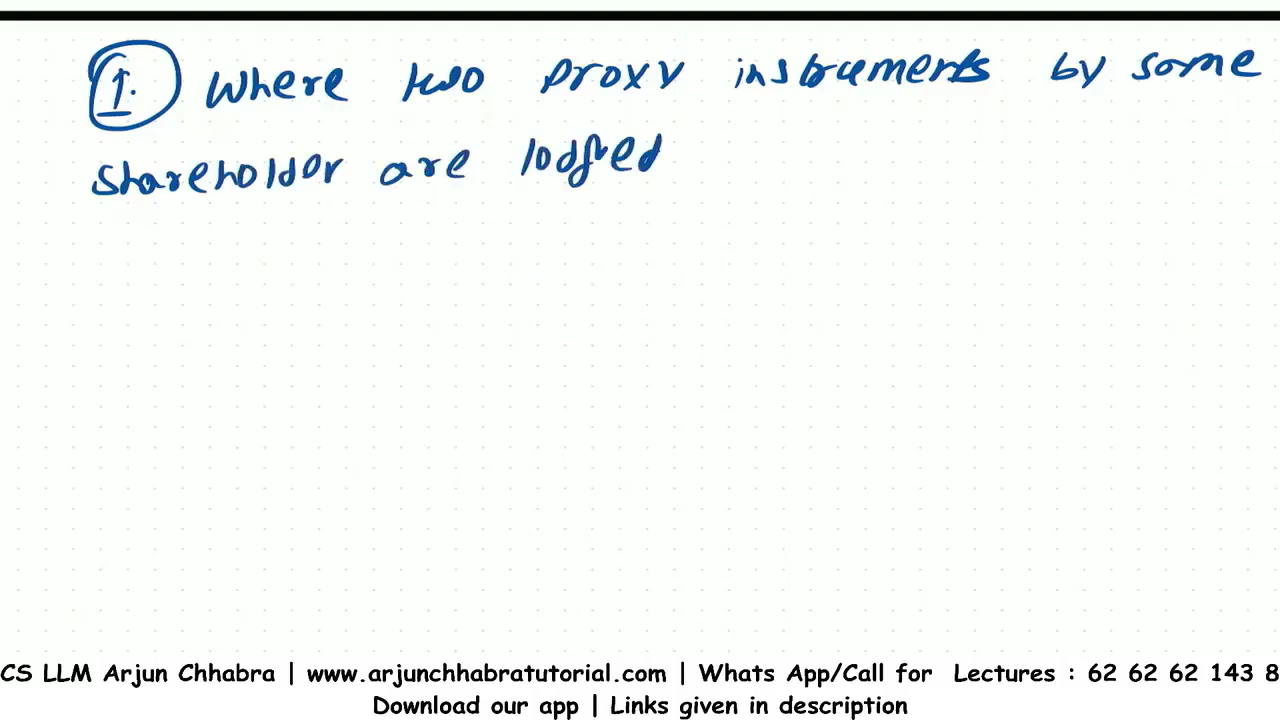 1. Where two proxy instruments by some
shareholder are lodged
CS LLM Arjun Chhabra | www.arjunchhabratutorial.com | Whats App/Call for Lectures : 62 62 62 143 8
Download our app | Links given in description